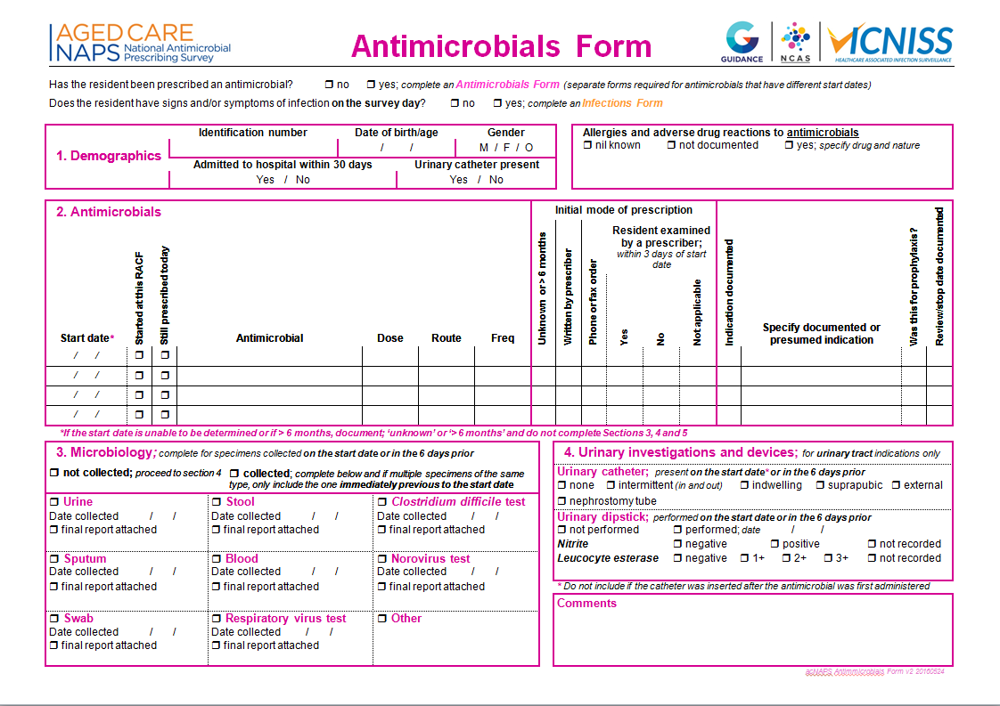 AGED CARE
NAPS National Antimicrobial
Prescribing Survey
Antimicrobials Form
GUIDANCE
NCAS
VICNISS
HEALTHCARE ASSOCIATED INFECTION SURVEILLANCE
Has the resident been prescribed an antimicrobial? ❒ no ❒ yes; complete an Antimicrobials Form (separate forms required for antimicrobials that have different start dates)
Does the resident have signs and/or symptoms of infection on the survey day? ❒ no ❒ yes; complete an Infections Form
1. Demographics
Identification number Date of birth/age Gender
/ / M / F / O
Admitted to hospital within 30 days Urinary catheter present
Yes / No Yes / No
Allergies and adverse drug reactions to antimicrobials
❒ nil known ❒ not documented ❒ yes; specify drug and nature
2. Antimicrobials
Initial mode of prescription
Resident examined
by a prescriber;
within 3 days of start
date
Start date*
Started at this RACF
Still prescribed today
Antimicrobial
Dose
Route
Freq
Unknown or > 6 months
Written by prescriber
Phone or fax order
Yes
No
Not applicable
Indication documented
Specify documented or
presumed indication
Was this for prophylaxis?
Review/stop date documented
/ / ❒ ❒
/ / ❒ ❒
/ / ❒ ❒
/ / ❒ ❒
*If the start date is unable to be determined or if > 6 months, document; ‘unknown’ or ‘> 6 months’ and do not complete Sections 3, 4 and 5
3. Microbiology; complete for specimens collected on the start date or in the 6 days prior
❒ not collected; proceed to section 4 ❒ collected; complete below and if multiple specimens of the same
type, only include the one immediately previous to the start date
❒ Urine
Date collected / /
❒ final report attached
❒ Stool
Date collected / /
❒ final report attached
❒ Clostridium difficile test
Date collected / /
❒ final report attached
❒ Sputum
Date collected / /
❒ final report attached
❒ Blood
Date collected / /
❒ final report attached
❒ Norovirus test
Date collected / /
❒ final report attached
❒ Swab
Date collected / /
❒ final report attached
❒ Respiratory virus test
Date collected / /
❒ final report attached
❒ Other
4. Urinary investigations and devices; for urinary tract indications only
Urinary catheter; present on the start date* or in the 6 days prior
❒ none ❒ intermittent (in and out) ❒ indwelling ❒ suprapubic ❒ external
❒ nephrostomy tube
Urinary dipstick; performed on the start date or in the 6 days prior
❒ not performed ❒ performed; date / /
Nitrite ❒ negative ❒ positive ❒ not recorded
Leucocyte esterase ❒ negative ❒ 1+ ❒ 2+ ❒ 3+ ❒ not recorded
* Do not include if the catheter was inserted after the antimicrobial was first administered
Comments
acNAPS Antimmicrobials Form v2 20160524